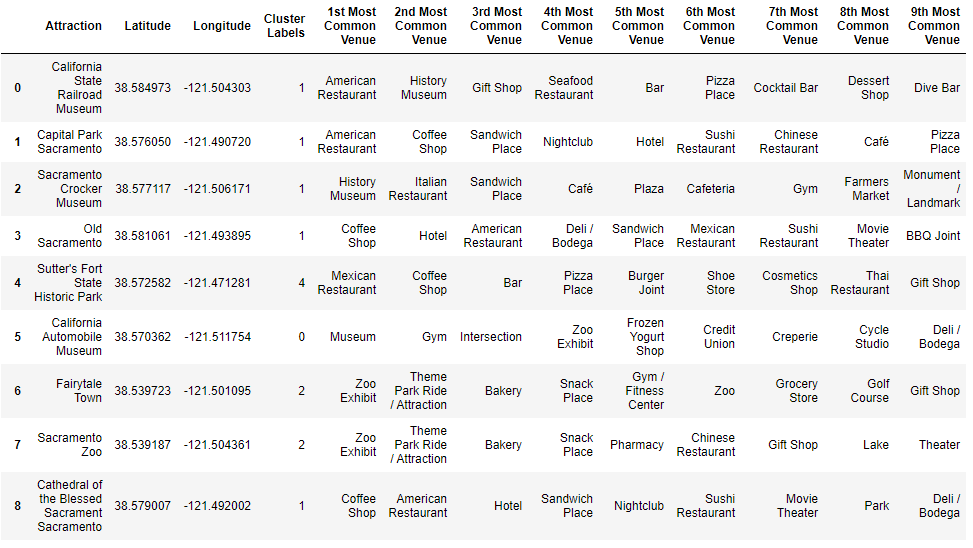 Attraction Latitude Longitude Cluster Labels 1st Most Common Venue 2nd Most Common Venue 3rd Most Common Venue 4th Most Common Venue 5th Most Common Venue 6th Most Common Venue 7th Most Common Venue 8th Most Common Venue 9th Most Common Venue
0 California State Railroad Museum 38.584973 -121.504303 1 American Restaurant History Museum Gift Shop Seafood Restaurant Bar Pizza Place Cocktail Bar Dessert Shop Dive Bar
1 Capital Park Sacramento 38.576050 -121.490720 1 American Restaurant Coffee Shop Sandwich Place Nightclub Hotel Sushi Restaurant Chinese Restaurant Café Pizza Place
2 Sacramento Crocker Museum 38.577117 -121.506171 1 History Museum Italian Restaurant Sandwich Place Café Plaza Cafeteria Gym Farmers Market Monument / Landmark
3 Old Sacramento 38.581061 -121.493895 1 Coffee Shop Hotel American Restaurant Deli / Bodega Sandwich Place Mexican Restaurant Sushi Restaurant Movie Theater BBQ Joint
4 Sutter's Fort State Historic Park 38.572582 -121.471281 4 Mexican Restaurant Coffee Shop Bar Pizza Place Burger Joint Shoe Store Cosmetics Shop Thai Restaurant Gift Shop
5 California Automobile Museum 38.570362 -121.511754 0 Museum Gym Intersection Zoo Exhibit Frozen Yogurt Shop Credit Union Creperie Cycle Studio Deli / Bodega
6 Fairytale Town 38.539723 -121.501095 2 Zoo Exhibit Theme Park Ride / Attraction Bakery Snack Place Gym / Fitness Center Zoo Grocery Store Golf Course Gift Shop
7 Sacramento Zoo 38.539187 -121.504361 2 Zoo Exhibit Theme Park Ride / Attraction Bakery Snack Place Pharmacy Chinese Restaurant Gift Shop Lake Theater
8 Cathedral of the Blessed Sacrament Sacramento 38.579007 -121.492002 1 Coffee Shop American Restaurant Hotel Sandwich Place Nightclub Sushi Restaurant Movie Theater Park Deli / Bodega